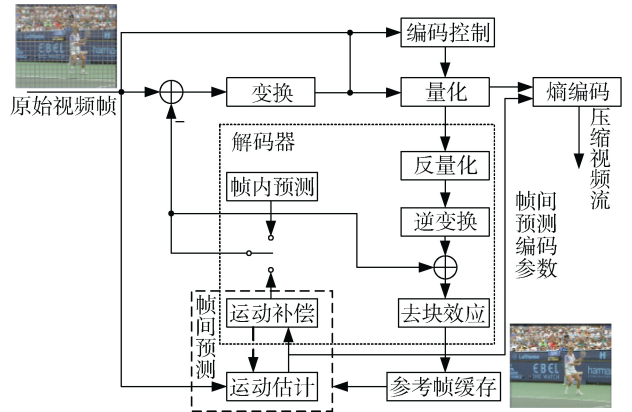 编码控制
原始视频帧
变换
量化
熵编码
压缩视频流
解码器
反量化
帧内预测
逆变换
帧间
预测
编码
参数
帧间预测
运动补偿
去块效应
运动估计
参考帧缓存
EBEL
EBEL